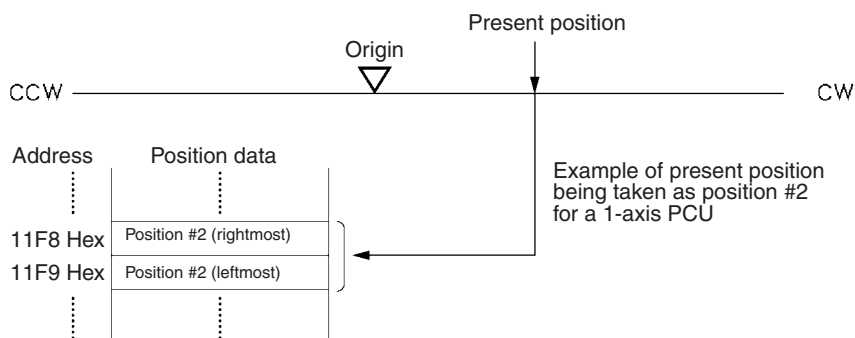 Present position
Origin
CCW
CW
Address
Position data
Example of present position
being taken as position #2
for a 1-axis PCU
11F8 Hex
Position #2 (rightmost)
11F9 Hex
Position #2 (leftmost)